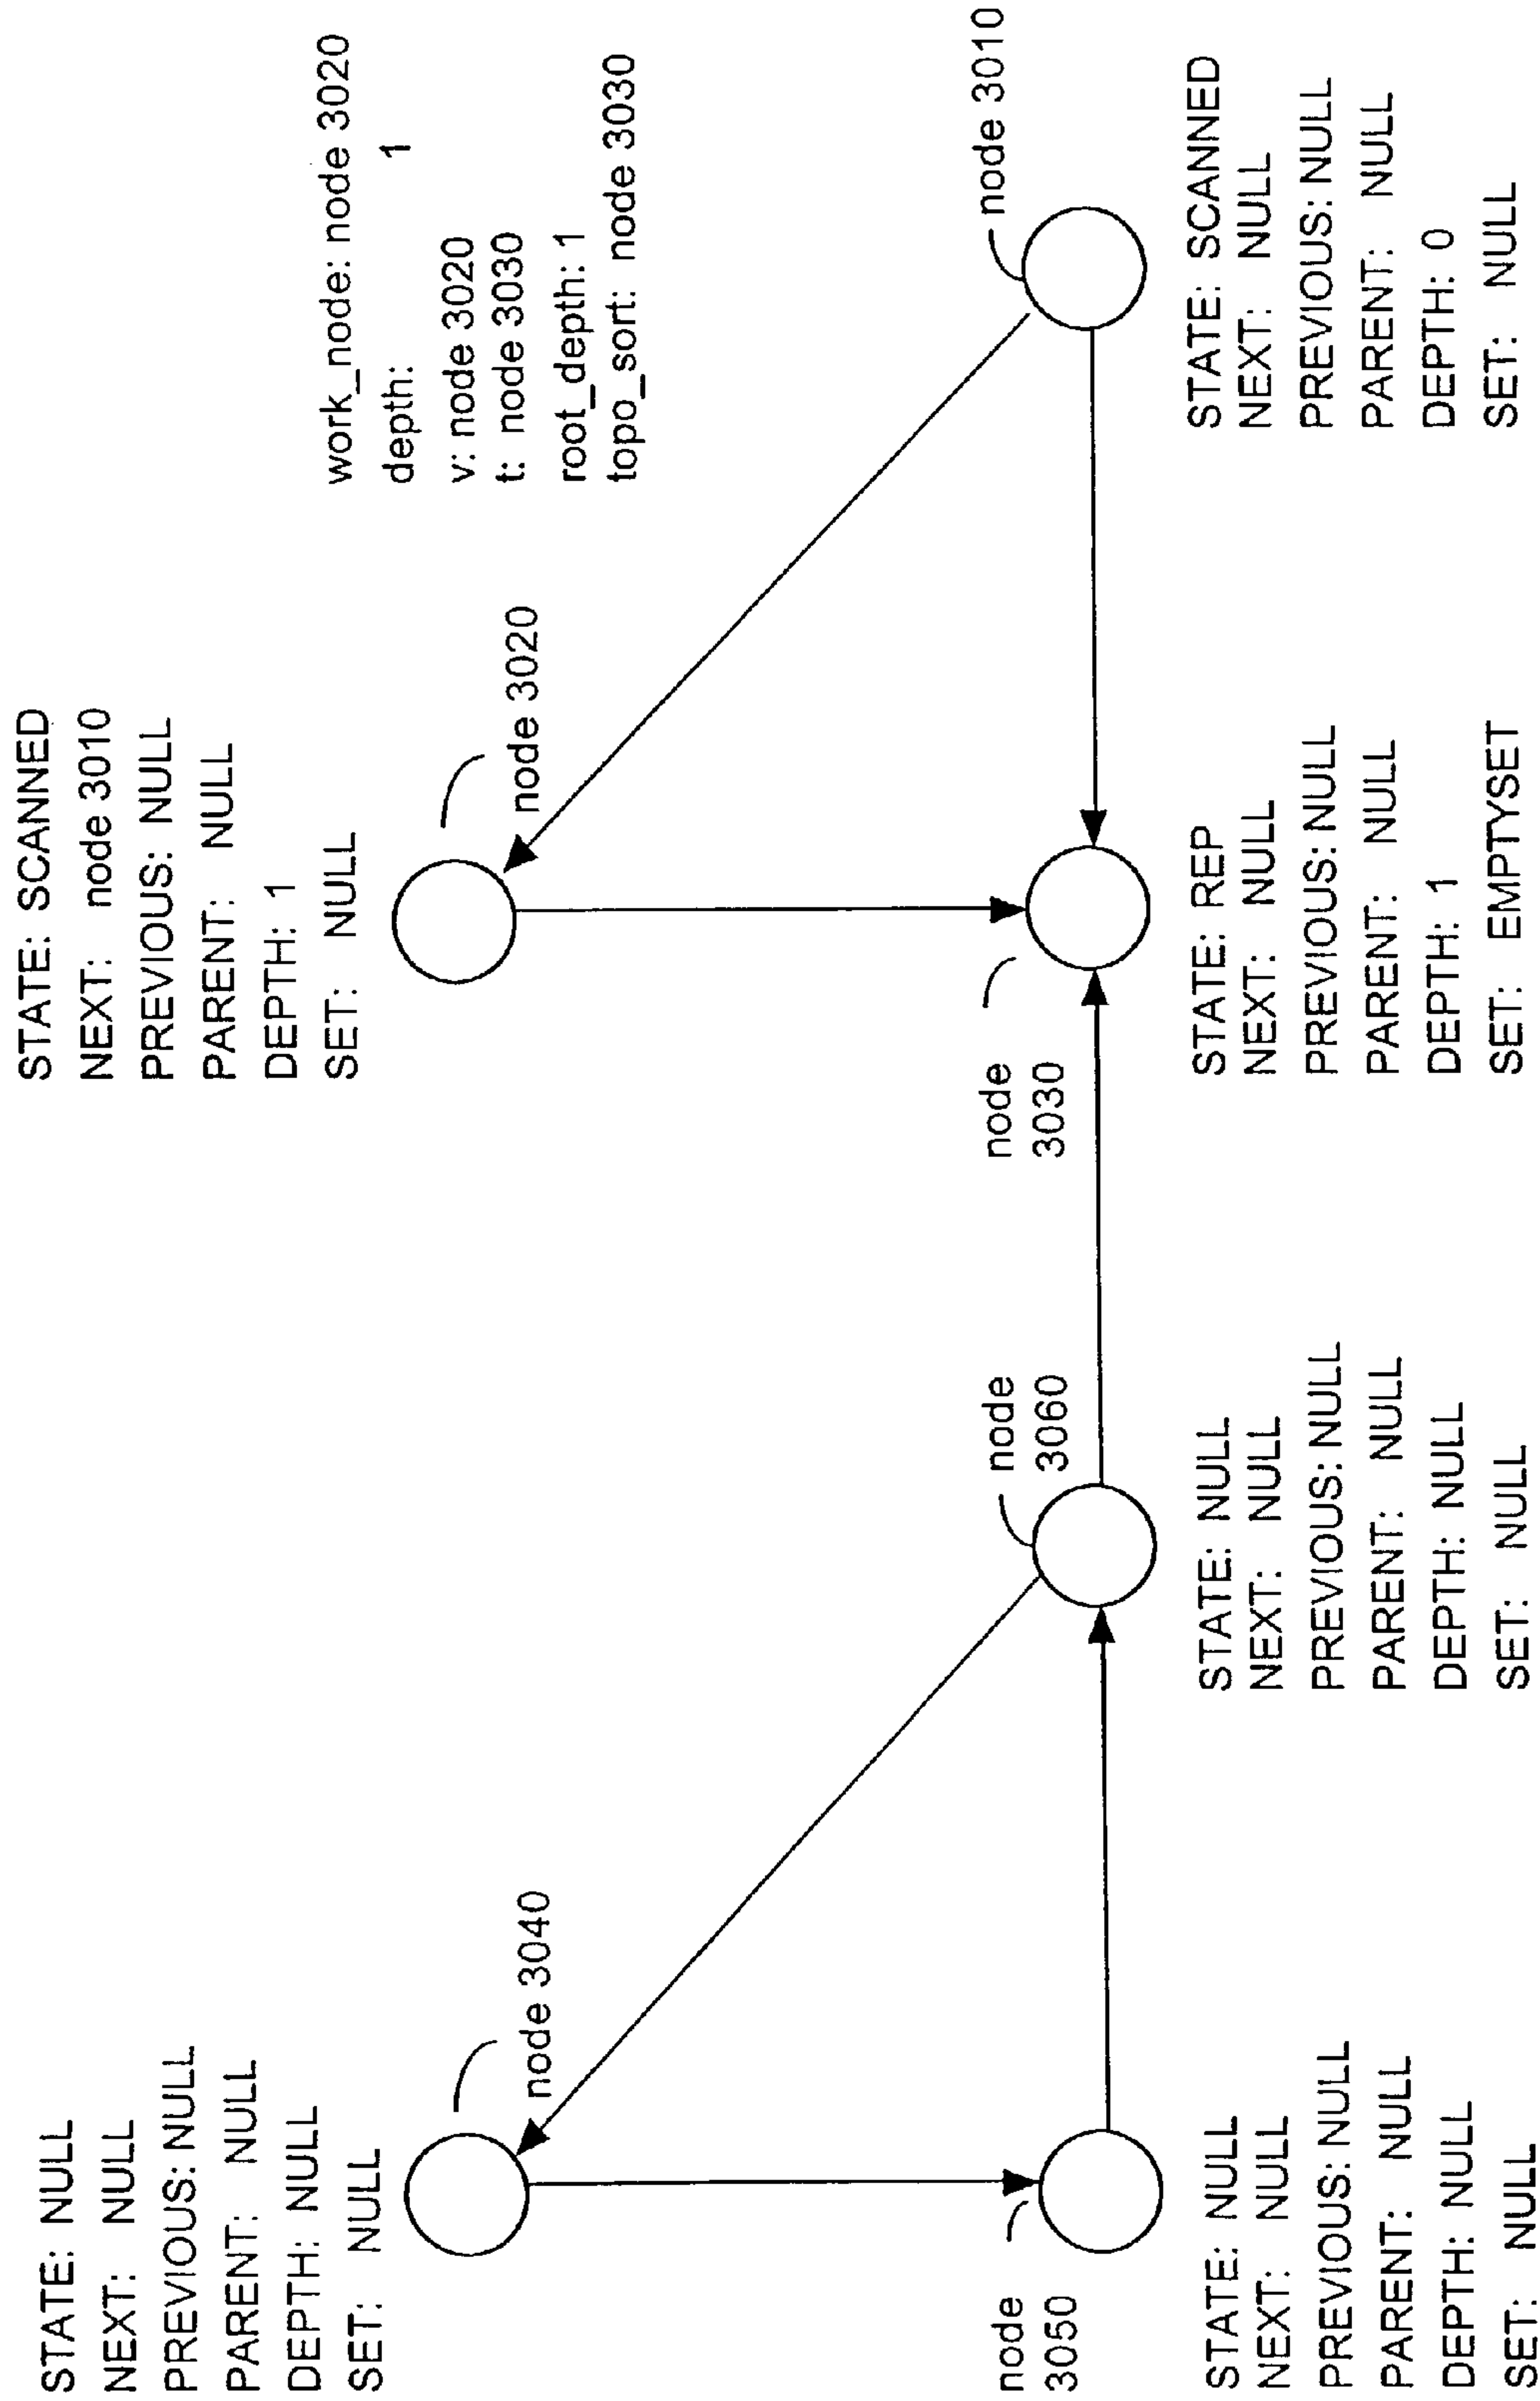 STATE: NULL
NEXT: NULL
PREVIOUS: NULL
PARENT: NULL
DEPTH: NULL
SET: NULL
node 3040
STATE: SCANNED
NEXT: node 3010
PREVIOUS: NULL
PARENT: NULL
DEPTH: 1
SET: NULL
node 3020
work_node: node 3020
depth: 1
v: node 3020
t: node 3030
root_depth: 1
topo_sort: node 3030
node
3050
STATE: NULL
NEXT: NULL
PREVIOUS: NULL
PARENT: NULL
DEPTH: NULL
SET: NULL
node
3060
STATE: NULL
NEXT: NULL
PREVIOUS: NULL
PARENT: NULL
DEPTH: NULL
SET: NULL
node
3030
STATE: REP
NEXT: NULL
PREVIOUS: NULL
PARENT: NULL
DEPTH: 1
SET: EMPTYSET
node 3010
STATE: SCANNED
NEXT: NULL
PREVIOUS: NULL
PARENT: NULL
DEPTH: 0
SET: NULL